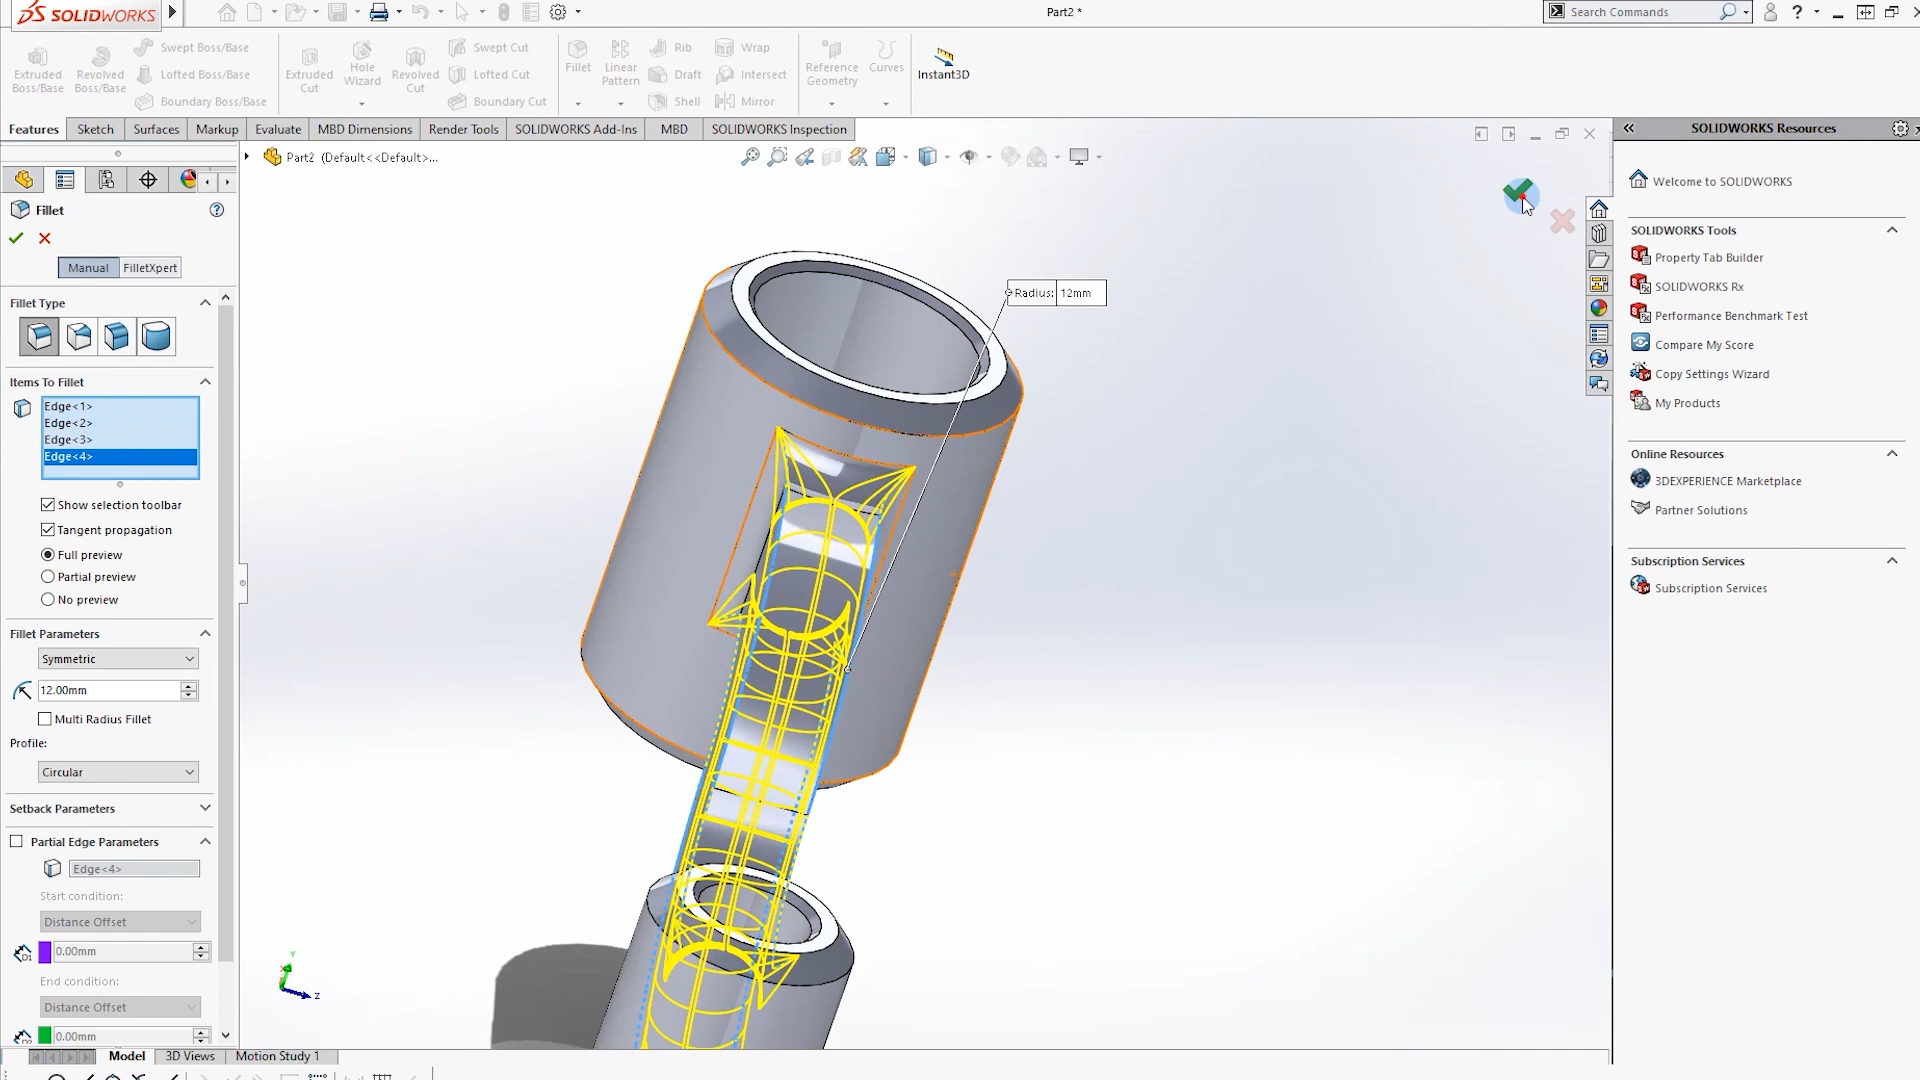 SOLIDWORKS
Part2 *
Search Commands
?
Extruded Boss/Base
Revolved Boss/Base
Swept Boss/Base
Lofted Boss/Base
Boundary Boss/Base
Extruded Cut
Hole Wizard
Revolved Cut
Swept Cut
Lofted Cut
Boundary Cut
Fillet
Linear Pattern
Rib
Draft
Shell
Wrap
Intersect
Mirror
Reference Geometry
Curves
Instant3D
Features
Sketch
Surfaces
Markup
Evaluate
MBD Dimensions
Render Tools
SOLIDWORKS Add-Ins
MBD
SOLIDWORKS Inspection
Part2 (Default<<Default>...
Fillet
Manual
FilletXpert
Fillet Type
Items To Fillet
Edge<1>
Edge<2>
Edge<3>
Edge<4>
Show selection toolbar
Tangent propagation
Full preview
Partial preview
No preview
Fillet Parameters
Symmetric
12.00mm
Multi Radius Fillet
Profile:
Circular
Setback Parameters
Partial Edge Parameters
Edge<4>
Start condition:
Distance Offset
0.00mm
End condition:
Distance Offset
0.00mm
Radius: 12mm
Y
Z
Model
3D Views
Motion Study 1
SOLIDWORKS Resources
Welcome to SOLIDWORKS
SOLIDWORKS Tools
Property Tab Builder
SOLIDWORKS Rx
Performance Benchmark Test
Compare My Score
Copy Settings Wizard
My Products
Online Resources
3DEXPERIENCE Marketplace
Partner Solutions
Subscription Services
Subscription Services